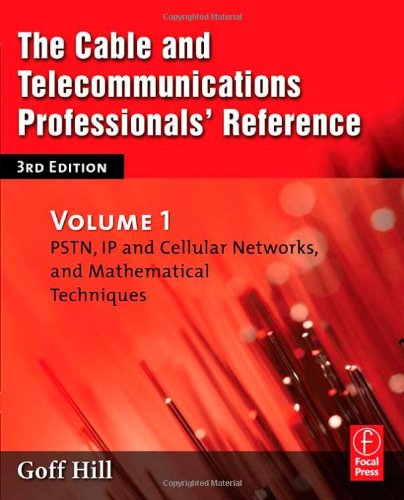 The Cable and
Telecommunications
Professionals' Reference
3RD EDITION
VOLUME 1
PSTN, IP and Cellular Networks,
and Mathematical
Techniques
Goff Hill
Focal
Press